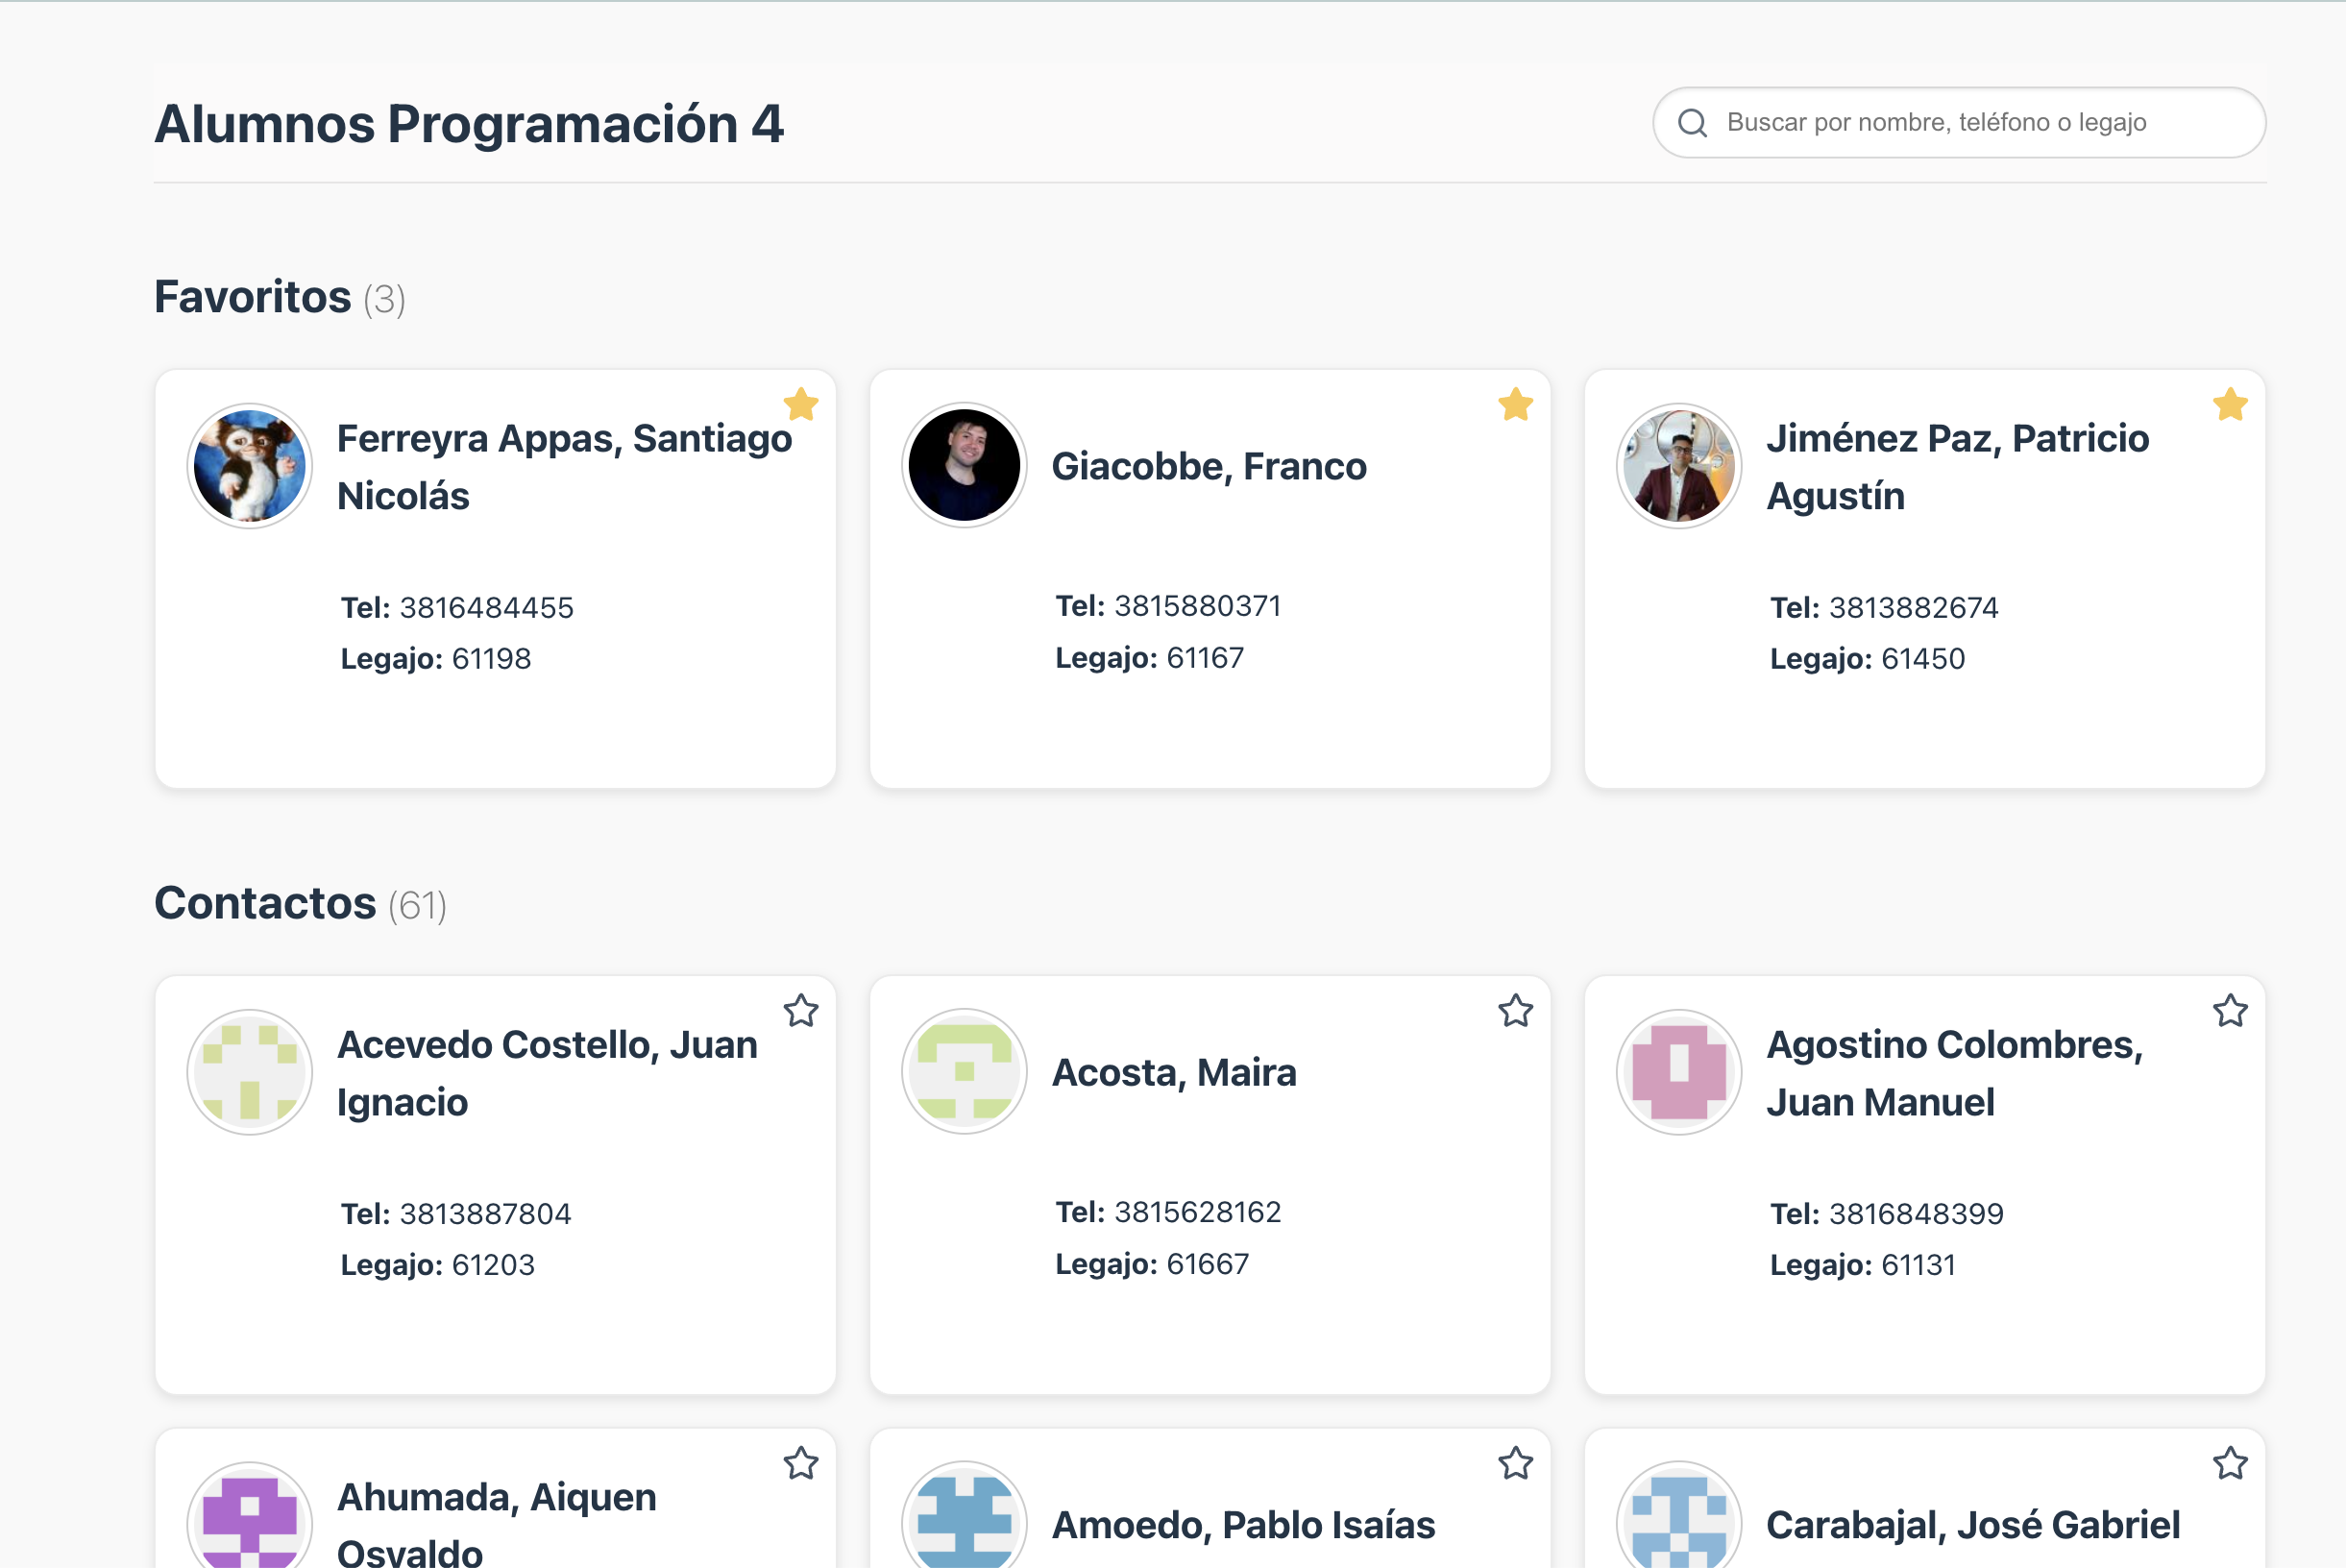 Alumnos Programación 4
Buscar por nombre, teléfono o legajo
Favoritos (3)
Ferreyra Appas, Santiago
Nicolás
Tel: 3816484455
Legajo: 61198
Giacobbe, Franco
Tel: 3815880371
Legajo: 61167
Jiménez Paz, Patricio
Agustín
Tel: 3813882674
Legajo: 61450
Contactos (61)
Acevedo Costello, Juan
Ignacio
Tel: 3813887804
Legajo: 61203
Acosta, Maira
Tel: 3815628162
Legajo: 61667
Agostino Colombres,
Juan Manuel
Tel: 3816848399
Legajo: 61131
Ahumada, Aiquen
Osvaldo
Amoedo, Pablo Isaías
Carabajal, José Gabriel